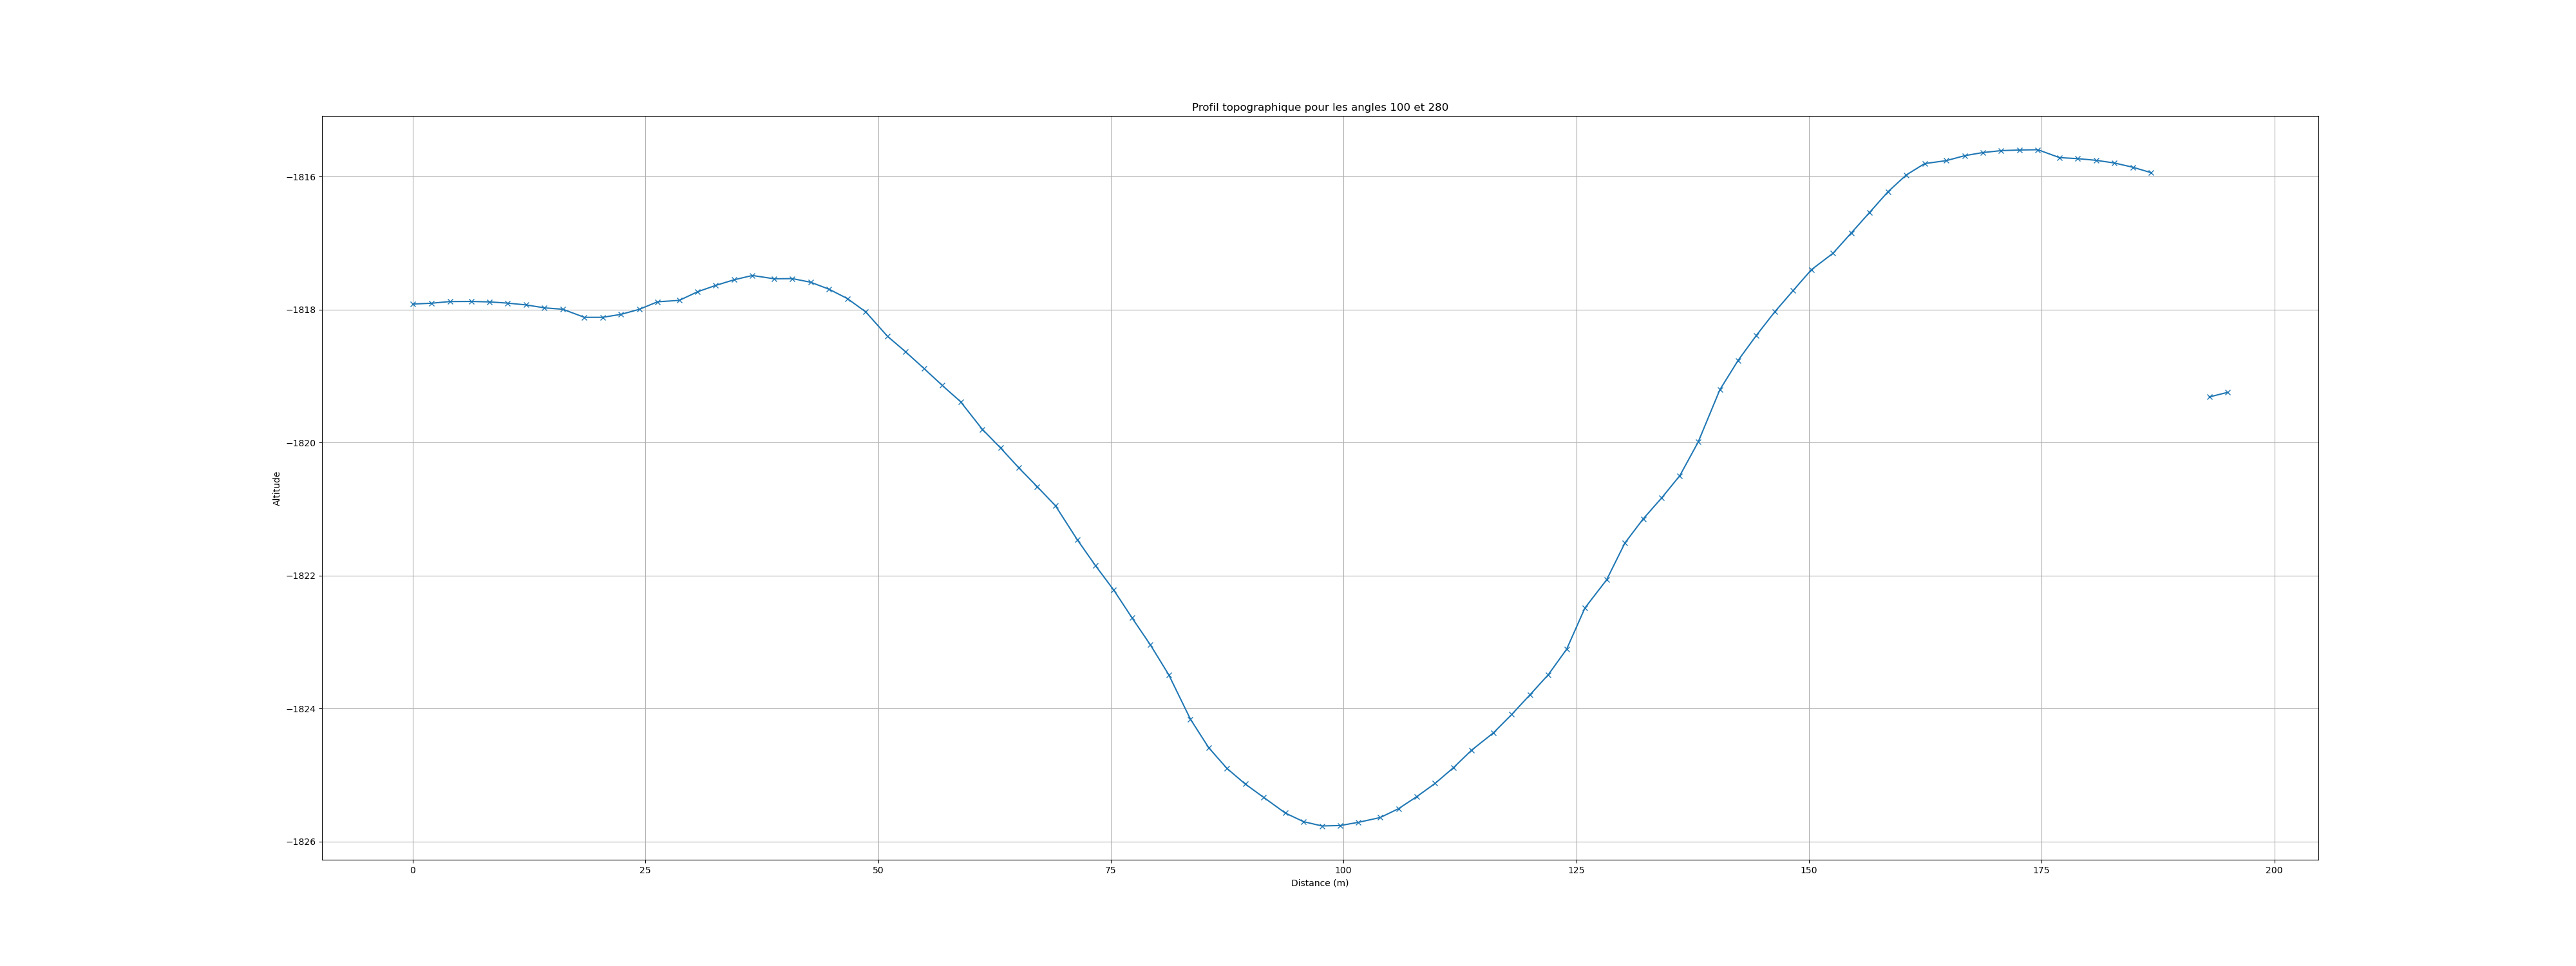 Profil topographique pour les angles 100 et 280
−1816
−1818
−1820
−1822
−1824
−1826
Altitude
0 25 50 75 100 125 150 175 200
Distance (m)